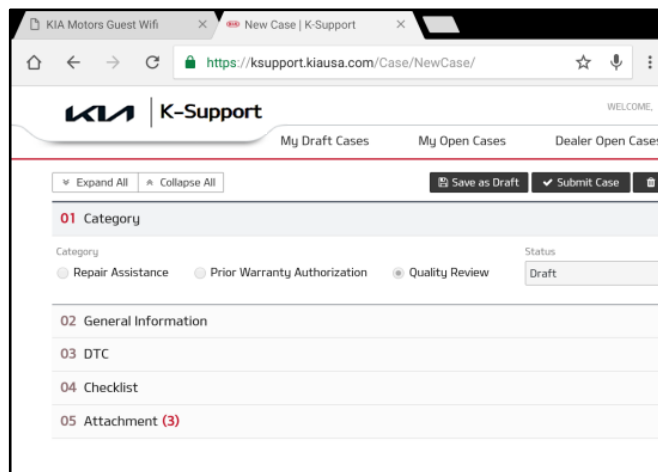 KIA Motors Guest Wifi
New Case | K-Support
https://ksupport.kiausa.com/Case/NewCase/
KIA | K-Support
WELCOME,
My Draft Cases My Open Cases Dealer Open Cases
Expand All Collapse All Save as Draft Submit Case
01 Category
Category Status
Repair Assistance Prior Warranty Authorization Quality Review Draft
02 General Information
03 DTC
04 Checklist
05 Attachment (3)